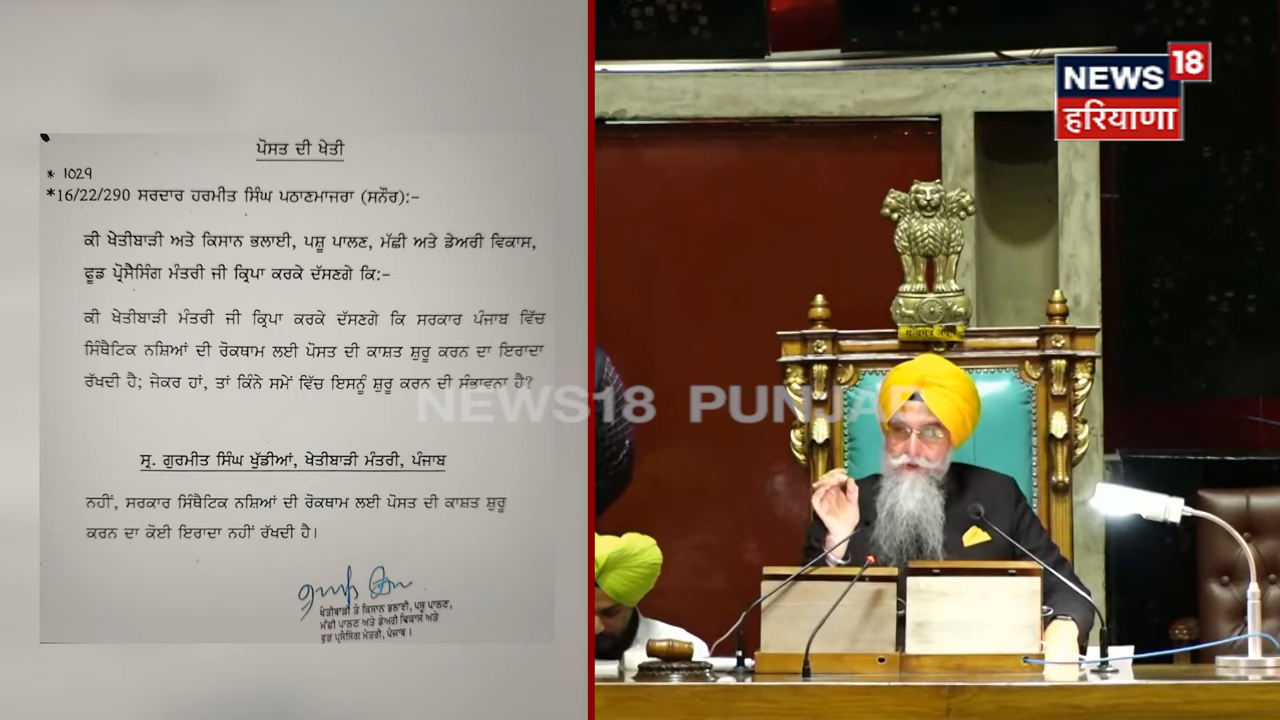 ਪੋਸਤ ਦੀ ਖੇਤੀ
* 1029
*16/22/290 ਸਰਦਾਰ ਹਰਮੀਤ ਸਿੰਘ ਪਠਾਣਮਾਜਰਾ (ਸਨੌਰ):-
ਕੀ ਖੇਤੀਬਾੜੀ ਅਤੇ ਕਿਸਾਨ ਭਲਾਈ, ਪਸ਼ੂ ਪਾਲਣ, ਮੱਛੀ ਅਤੇ ਡੇਅਰੀ ਵਿਕਾਸ,
ਫੂਡ ਪ੍ਰੋਸੈਸਿੰਗ ਮੰਤਰੀ ਜੀ ਕ੍ਰਿਪਾ ਕਰਕੇ ਦੱਸਣਗੇ ਕਿ:-
ਕੀ ਖੇਤੀਬਾੜੀ ਮੰਤਰੀ ਜੀ ਕ੍ਰਿਪਾ ਕਰਕੇ ਦੱਸਣਗੇ ਕਿ ਸਰਕਾਰ ਪੰਜਾਬ ਵਿੱਚ
ਸਿੰਥੈਟਿਕ ਨਸ਼ਿਆਂ ਦੀ ਰੋਕਥਾਮ ਲਈ ਪੋਸਤ ਦੀ ਕਾਸ਼ਤ ਸ਼ੁਰੂ ਕਰਨ ਦਾ ਇਰਾਦਾ
ਰੱਖਦੀ ਹੈ; ਜੇਕਰ ਹਾਂ, ਤਾਂ ਕਿੰਨੇ ਸਮੇਂ ਵਿੱਚ ਇਸਨੂੰ ਸ਼ੁਰੂ ਕਰਨ ਦੀ ਸੰਭਾਵਨਾ ਹੈ?
ਸ੍ਰ. ਗੁਰਮੀਤ ਸਿੰਘ ਖੁੱਡੀਆਂ, ਖੇਤੀਬਾੜੀ ਮੰਤਰੀ, ਪੰਜਾਬ
ਨਹੀਂ, ਸਰਕਾਰ ਸਿੰਥੈਟਿਕ ਨਸ਼ਿਆਂ ਦੀ ਰੋਕਥਾਮ ਲਈ ਪੋਸਤ ਦੀ ਕਾਸ਼ਤ ਸ਼ੁਰੂ
ਕਰਨ ਦਾ ਕੋਈ ਇਰਾਦਾ ਨਹੀਂ ਰੱਖਦੀ ਹੈ।
ਖੇਤੀਬਾੜੀ ਤੇ ਕਿਸਾਨ ਭਲਾਈ, ਪਸ਼ੂ ਪਾਲਣ,
ਮੱਛੀ ਪਾਲਣ ਅਤੇ ਡੇਅਰੀ ਵਿਕਾਸ ਅਤੇ
ਫੂਡ ਪ੍ਰਸੈਸਿੰਗ ਮੰਤਰੀ, ਪੰਜਾਬ।
NEWS18 PUNJAB
NEWS 18
हरियाणा